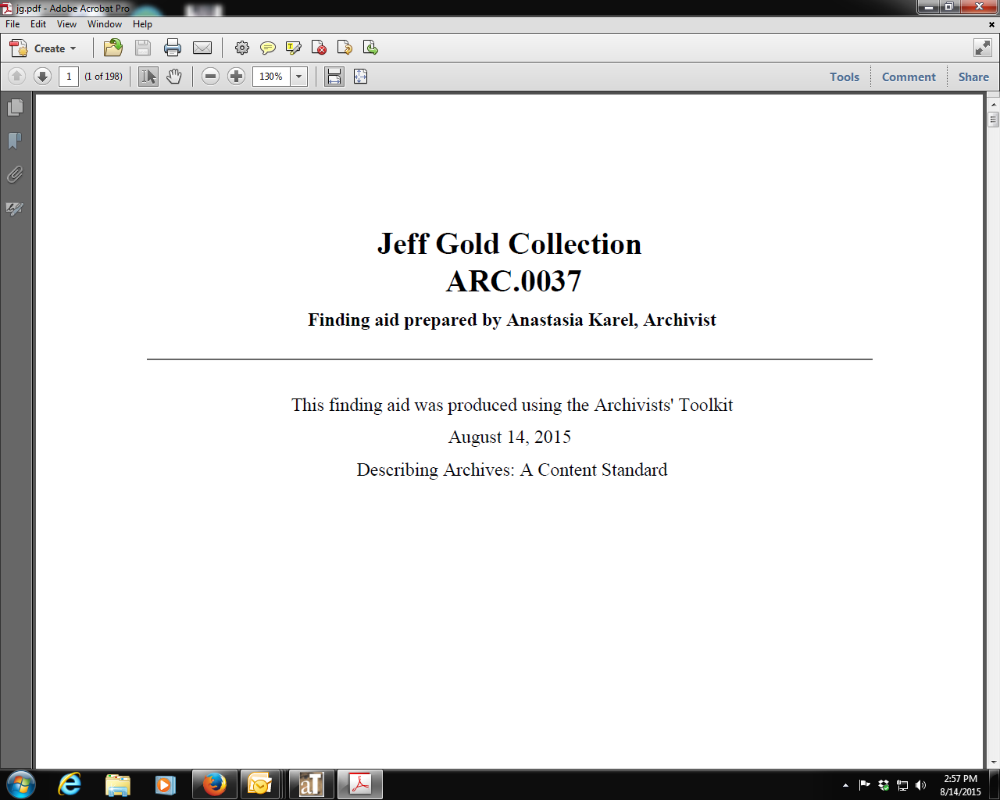 jg.pdf - Adobe Acrobat Pro
File Edit View Window Help
Create
1 (1 of 198) 130% Tools Comment Share
Jeff Gold Collection
ARC.0037
Finding aid prepared by Anastasia Karel, Archivist
This finding aid was produced using the Archivists' Toolkit
August 14, 2015
Describing Archives: A Content Standard
aT
2:57 PM
8/14/2015